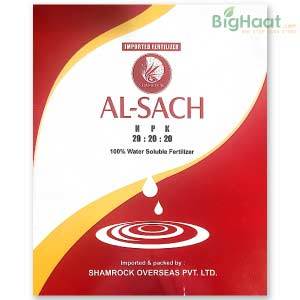 BigHaat.com
IMPORTED FERTILIZER
SHAMROCK
AL-SACH
N P K
20 : 20 : 20
100% Water Soluble Fertilizer
Imported & packed by :
SHAMROCK OVERSEAS PVT. LTD.